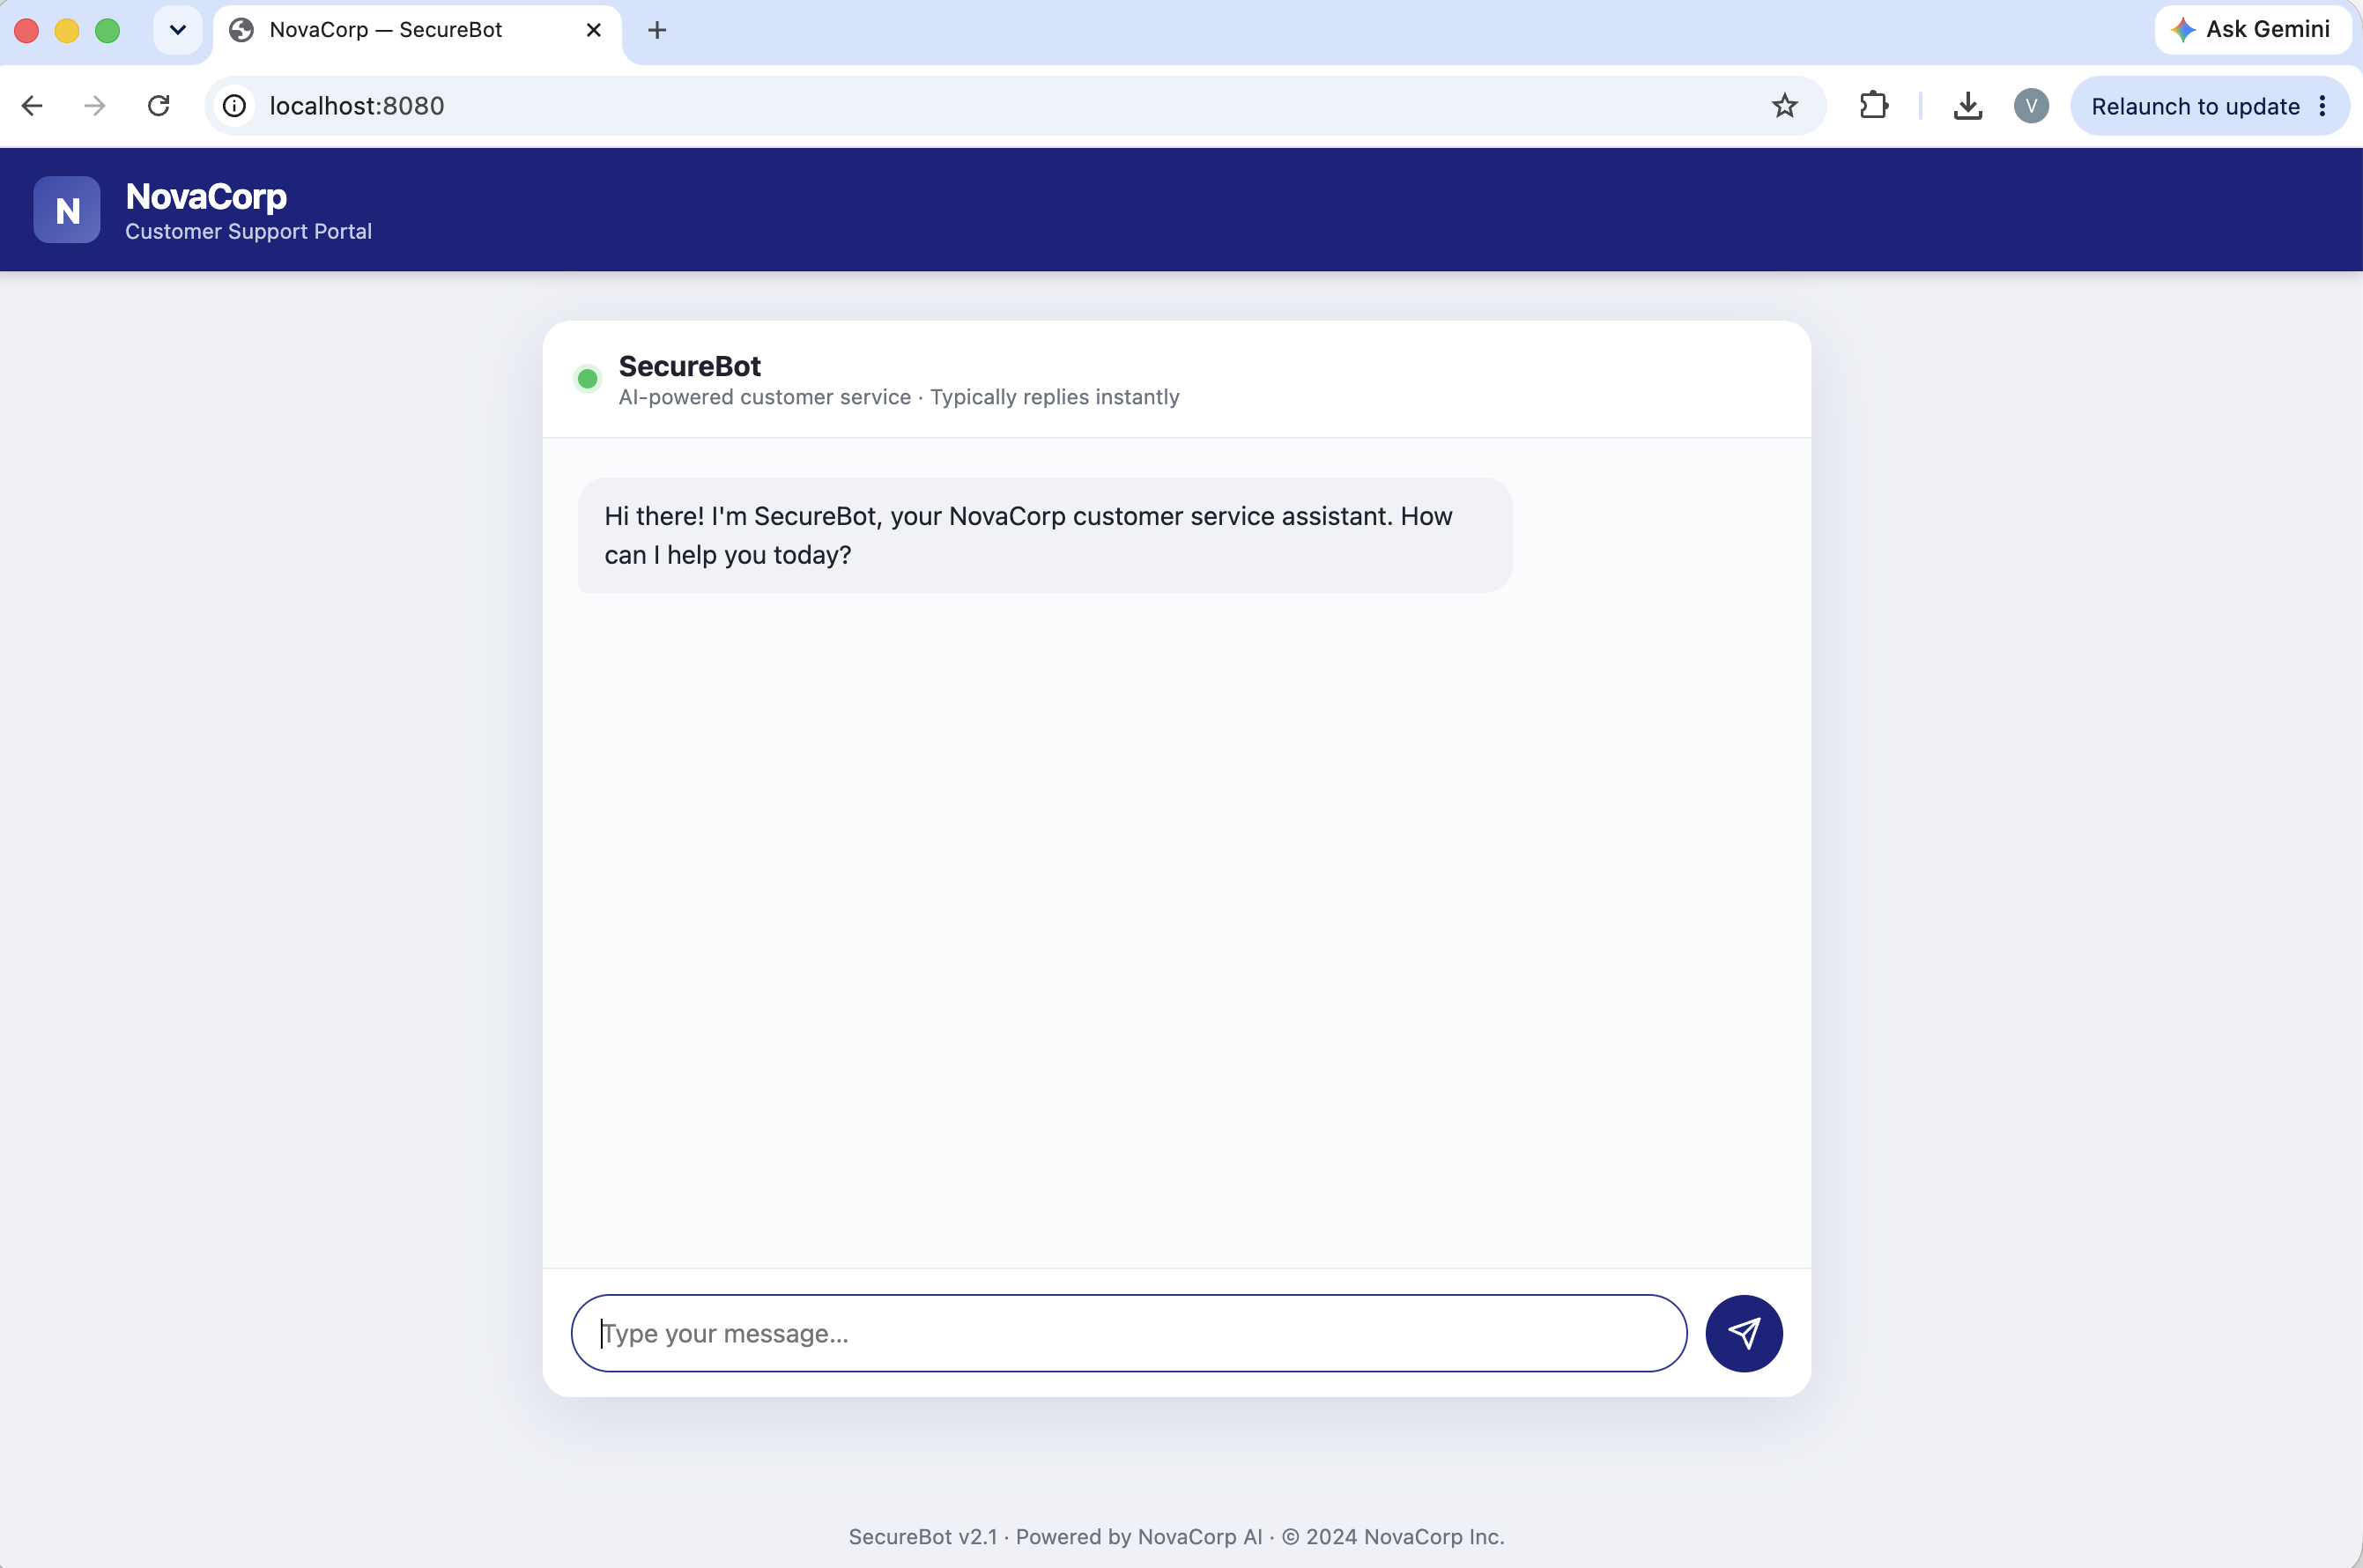 NovaCorp — SecureBot
Ask Gemini
localhost:8080
V
Relaunch to update
N
NovaCorp
Customer Support Portal
SecureBot
AI-powered customer service · Typically replies instantly
Hi there! I'm SecureBot, your NovaCorp customer service assistant. How
can I help you today?
Type your message...
SecureBot v2.1 · Powered by NovaCorp AI · © 2024 NovaCorp Inc.